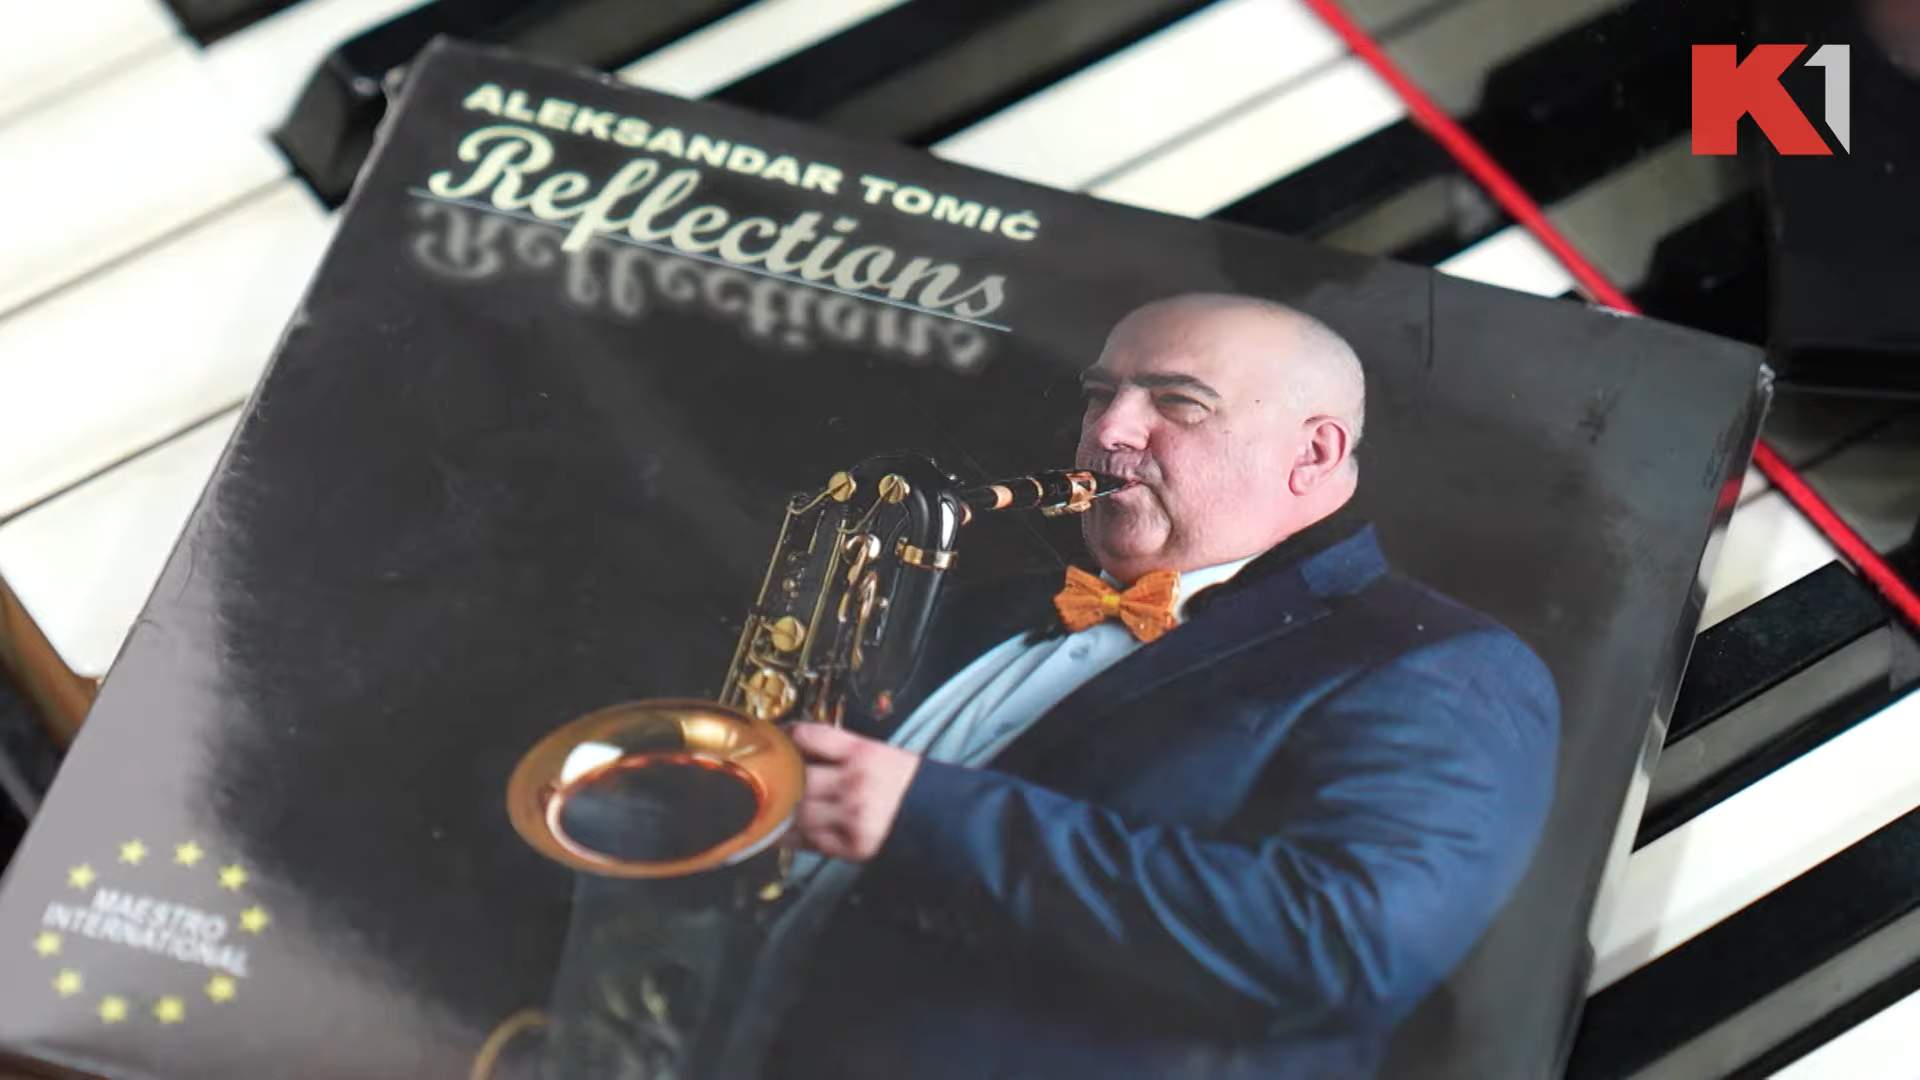 ALEKSANDAR TOMIĆ
Reflections
MAESTRO
INTERNATIONAL
K1